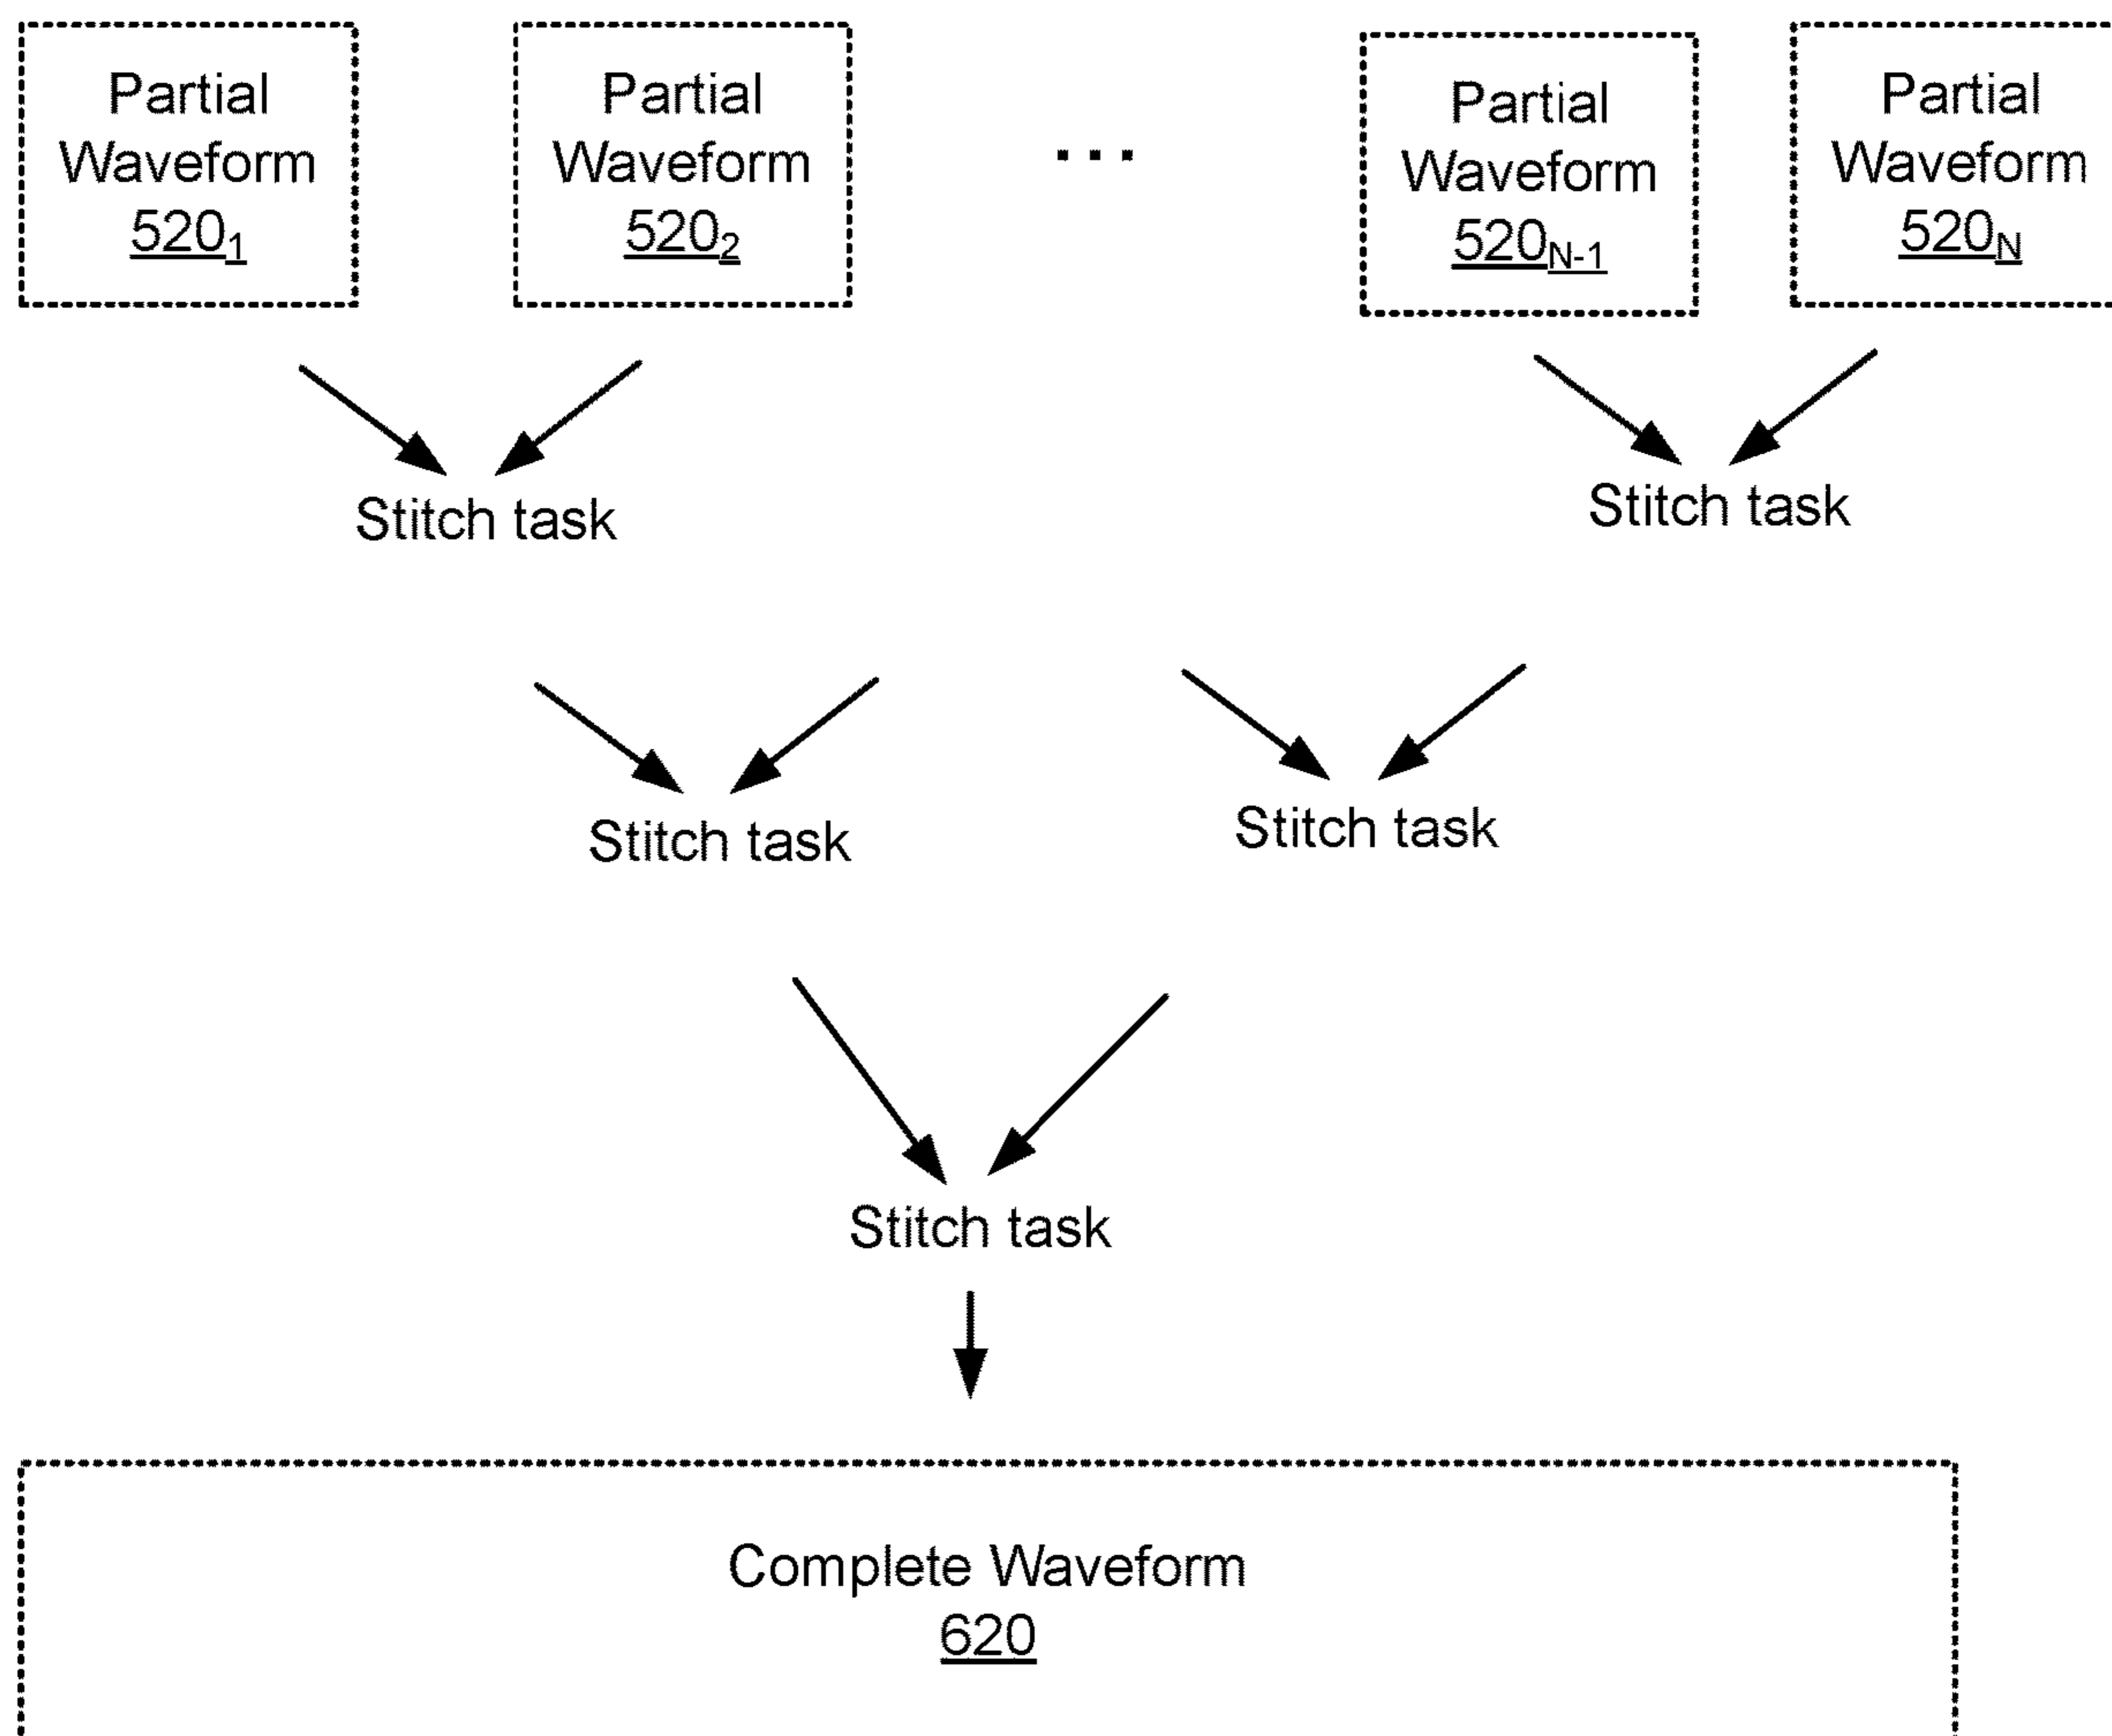 Partial
Waveform
520₁
Partial
Waveform
520₂
...
Partial
Waveform
520N-1
Partial
Waveform
520N
Stitch task
Stitch task
Stitch task
Stitch task
Stitch task
Complete Waveform
620